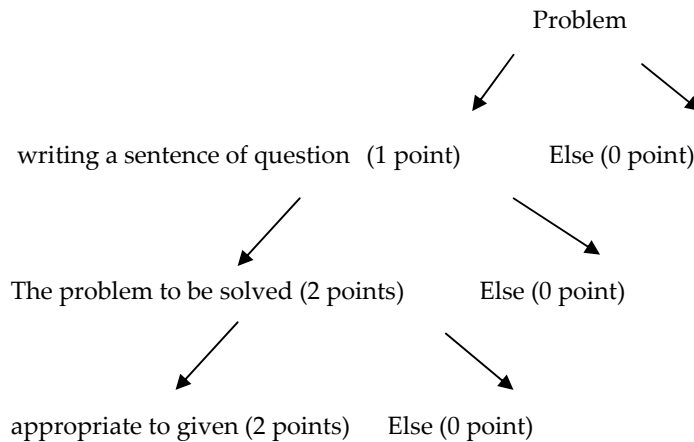 Problem
writing a sentence of question (1 point) Else (0 point)
The problem to be solved (2 points) Else (0 point)
appropriate to given (2 points) Else (0 point)